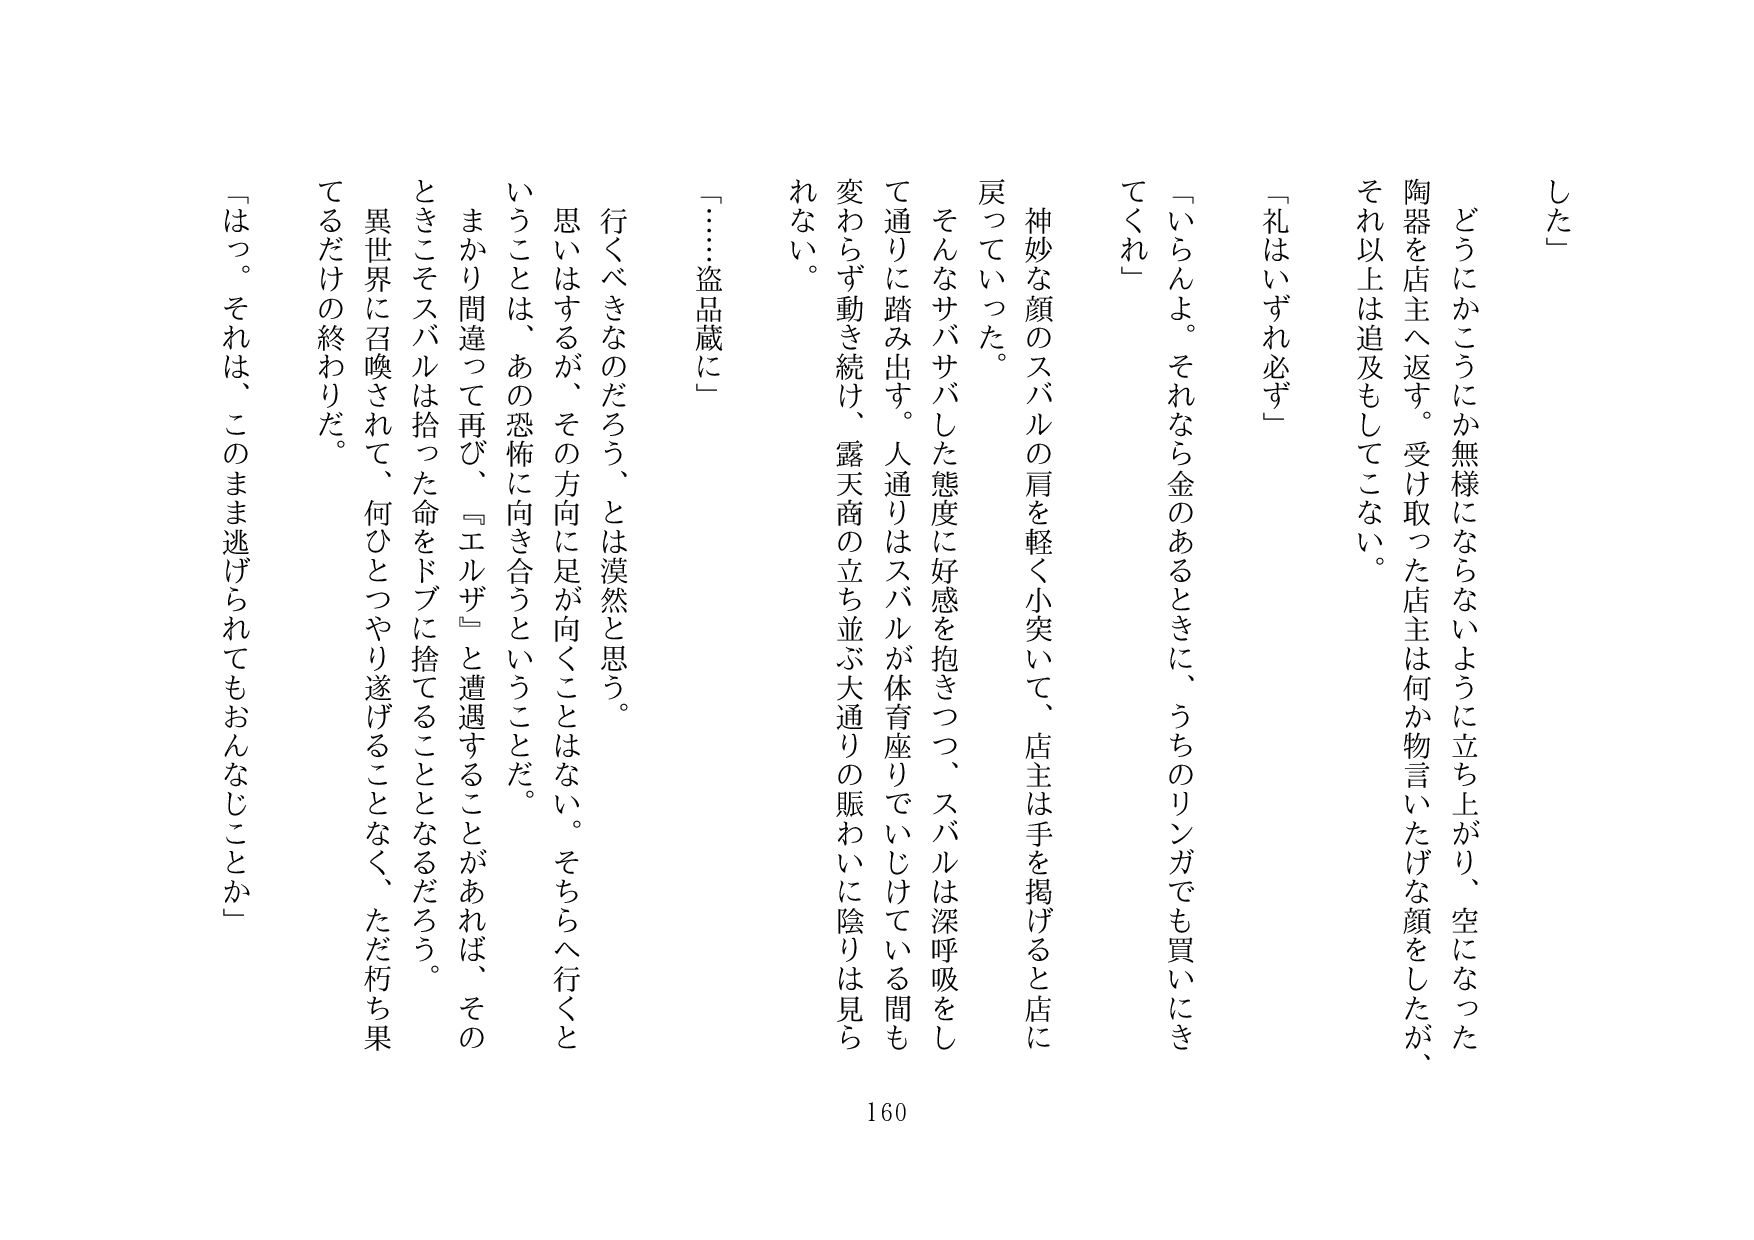 した」
どうにかこうにか無様にならないように立ち上がり、空になった
陶器を店主へ返す。受け取った店主は何か物言いたげな顔をしたが、
それ以上は追及もしてこない。
「礼はいずれ必ず」
「いらんよ。それなら金のあるときに、うちのリンガでも買いにき
てくれ」
神妙な顔のスバルの肩を軽く小突いて、店主は手を掲げると店に
戻っていった。
そんなサバサバした態度に好感を抱きつつ、スバルは深呼吸をし
て通りに踏み出す。人通りはスバルが体育座りでいじけている間も
変わらず動き続け、露天商の立ち並ぶ大通りの賑わいに陰りは見ら
れない。
「……盗品蔵に」
行くべきなのだろう、とは漠然と思う。
思いはするが、その方向に足が向くことはない。そちらへ行くと
いうことは、あの恐怖に向き合うということだ。
まかり間違って再び、『エルザ』と遭遇することがあれば、その
ときこそスバルは拾った命をドブに捨てることとなるだろう。
異世界に召喚されて、何ひとつやり遂げることなく、ただ朽ち果
てるだけの終わりだ。
「はっ。それは、このまま逃げられてもおんなじことか」
160